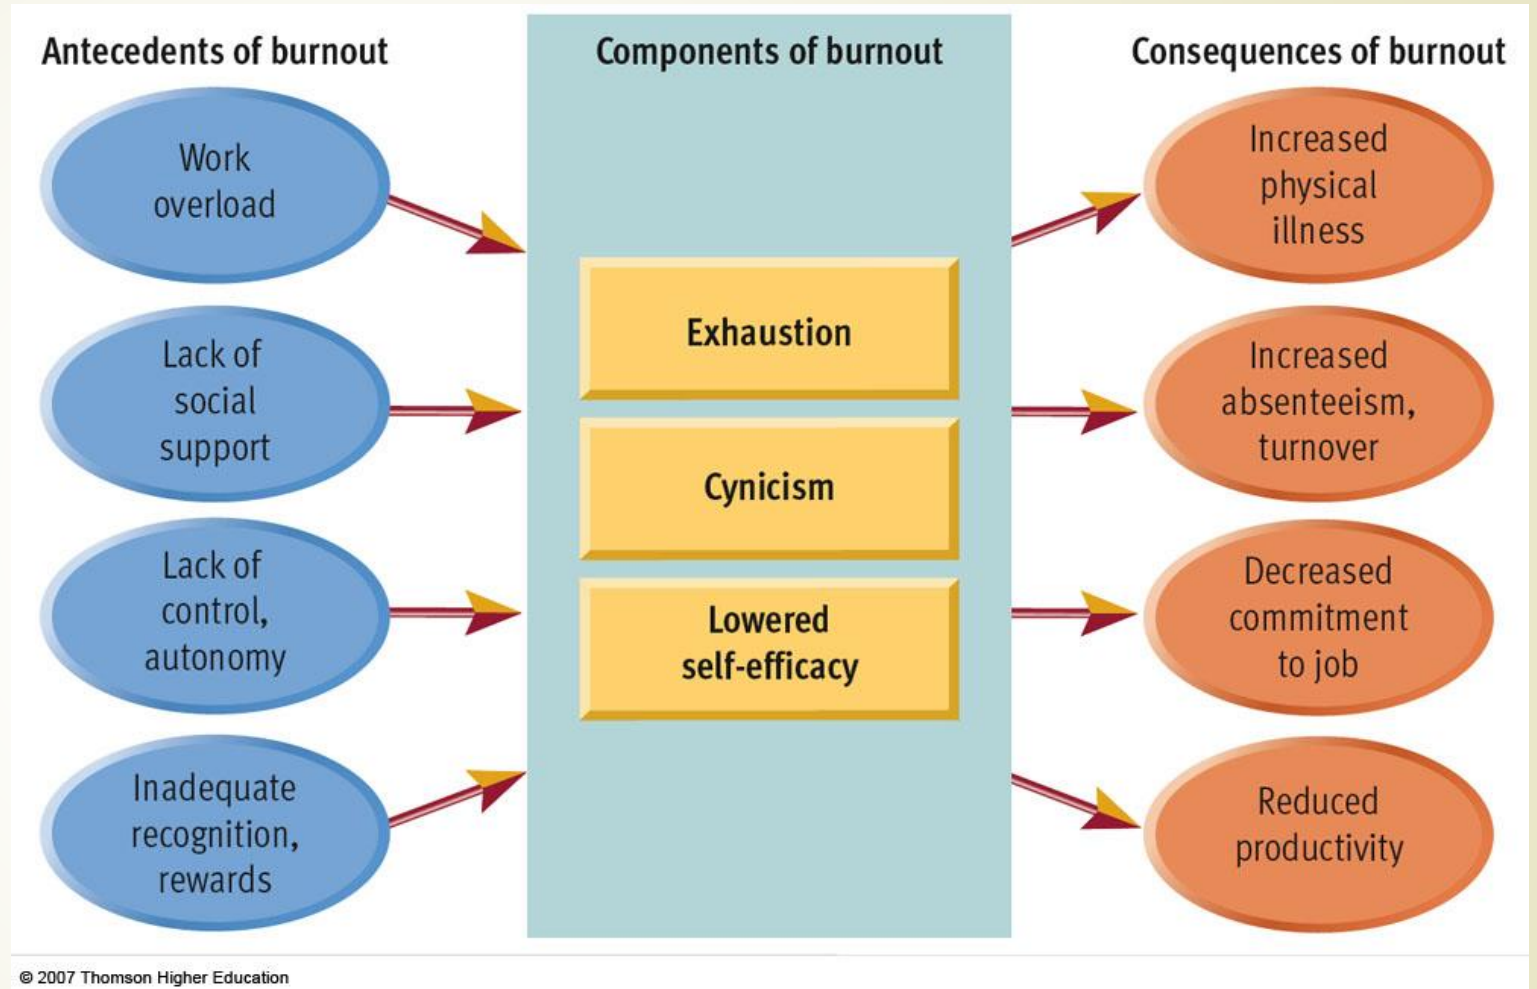 Antecedents of burnout
Work
overload
Lack of
social
support
Lack of
control,
autonomy
Inadequate
recognition,
rewards
Components of burnout
Exhaustion
Cynicism
Lowered
self-efficacy
Consequences of burnout
Increased
physical
illness
Increased
absenteeism,
turnover
Decreased
commitment
to job
Reduced
productivity
© 2007 Thomson Higher Education